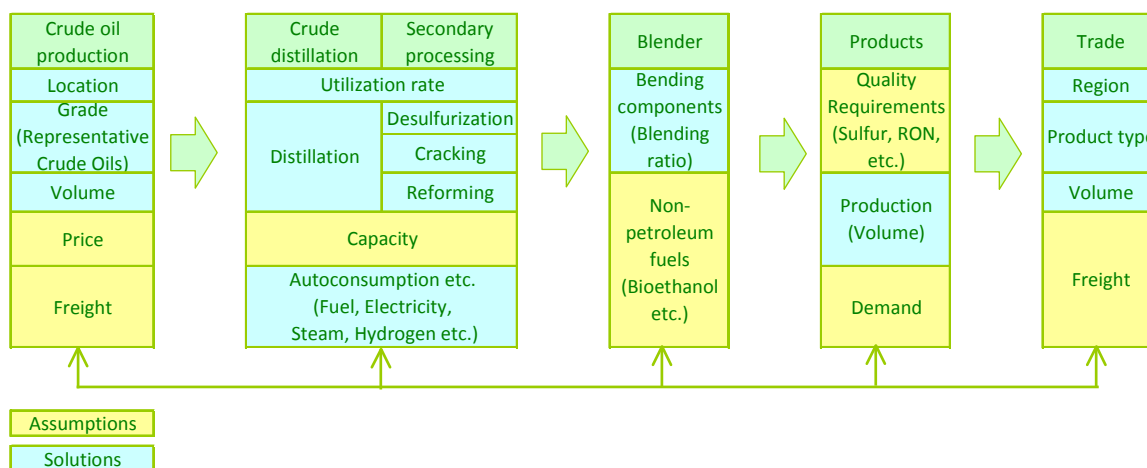 Crude oil
production
Location
Grade
(Representative
Crude Oils)
Volume
Price
Freight
Crude
distillation
Secondary
processing
Utilization rate
Distillation
Desulfurization
Cracking
Reforming
Capacity
Autoconsumption etc.
(Fuel, Electricity,
Steam, Hydrogen etc.)
Blender
Bending
components
(Blending
ratio)
Non-
petroleum
fuels
(Bioethanol
etc.)
Products
Quality
Requirements
(Sulfur, RON,
etc.)
Production
(Volume)
Demand
Trade
Region
Product type
Volume
Freight
Assumptions
Solutions